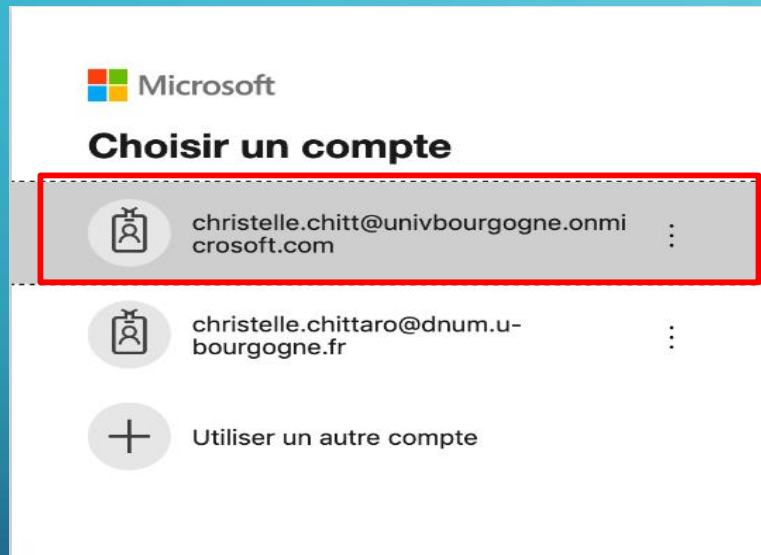 Microsoft
Choisir un compte
christelle.chitt@univbourgogne.onmi
crosoft.com
christelle.chittaro@dnum.u-
bourgogne.fr
Utiliser un autre compte